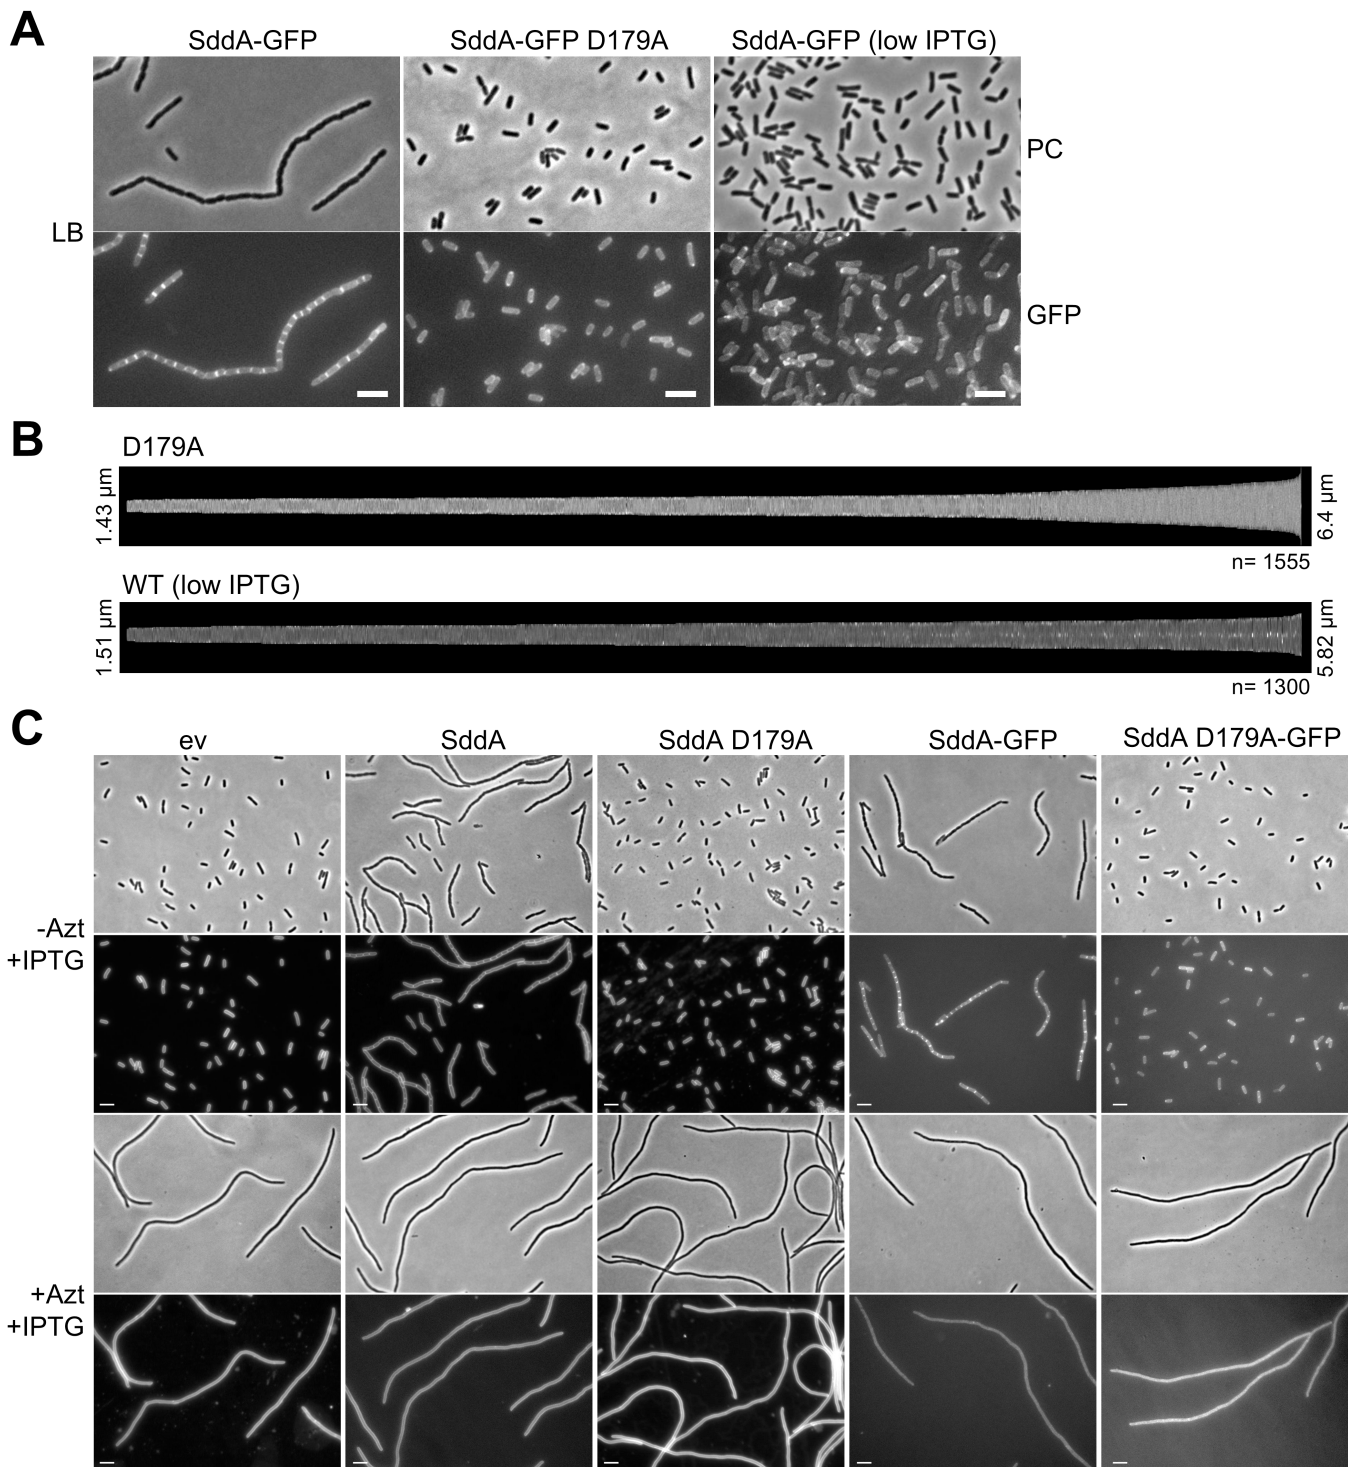 A
SddA-GFP
SddA-GFP D179A
SddA-GFP (low IPTG)
PC
LB
GFP
B
D179A
1.43 µm
6.4 µm
n= 1555
WT (low IPTG)
1.51 µm
5.82 µm
n= 1300
C
ev
SddA
SddA D179A
SddA-GFP
SddA D179A-GFP
-Azt
+IPTG
+Azt
+IPTG